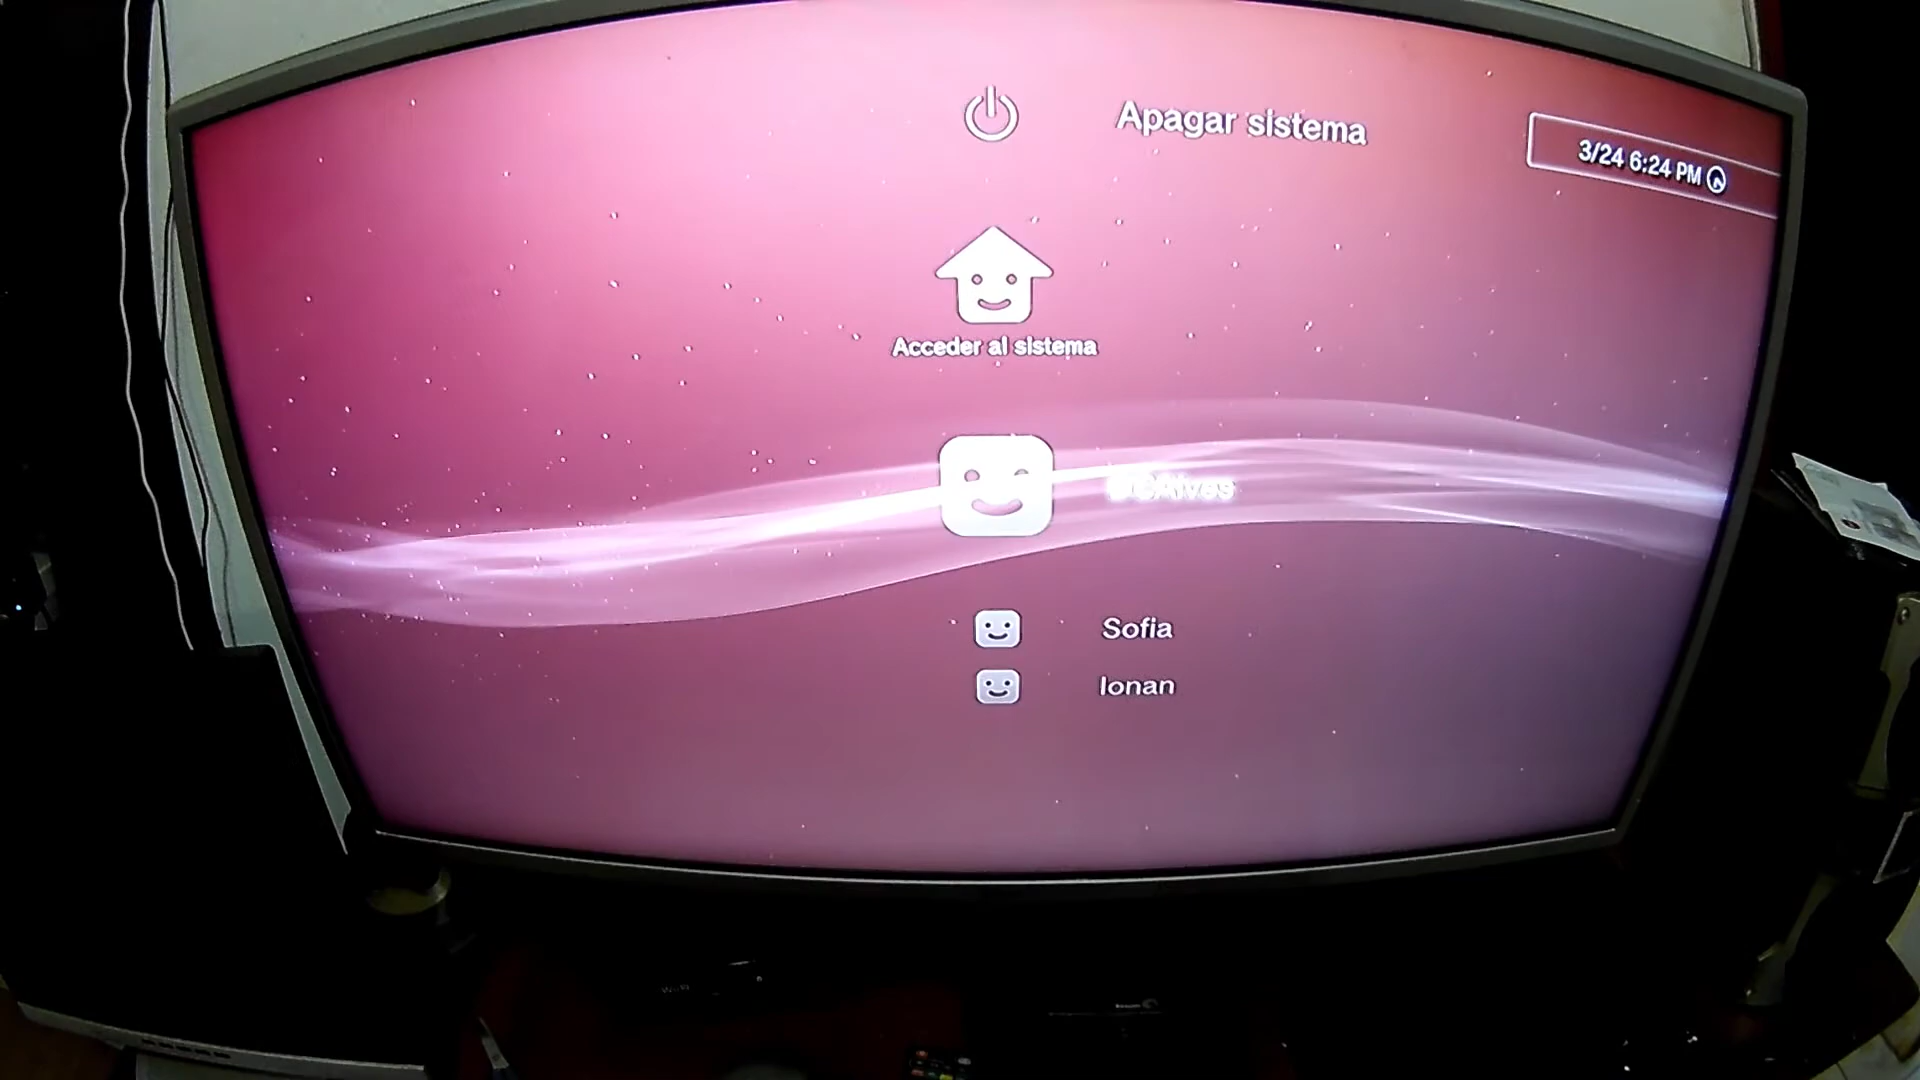 Apagar sistema
3/24 6:24 PM
Acceder al sistema
Sofia
Ionan